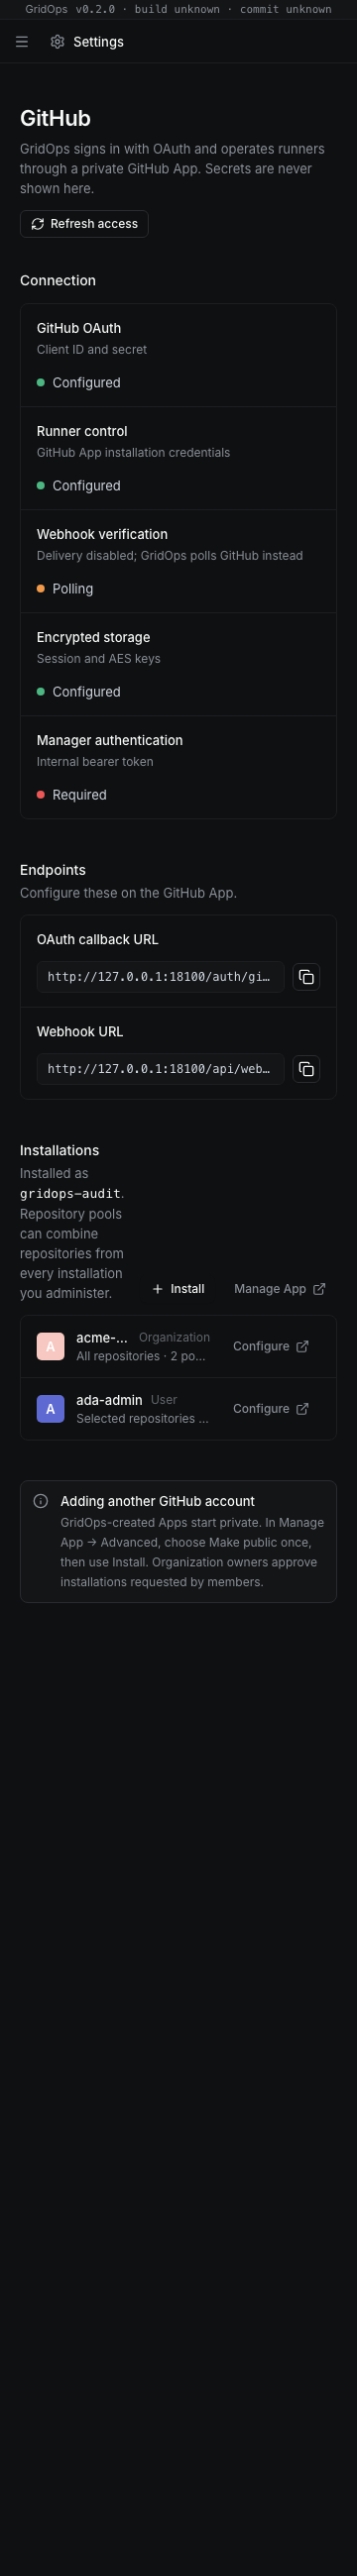 GridOps v0.2.0 · build unknown · commit unknown
Settings
GitHub
GridOps signs in with OAuth and operates runners
through a private GitHub App. Secrets are never
shown here.
Refresh access
Connection
GitHub OAuth
Client ID and secret
Configured
Runner control
GitHub App installation credentials
Configured
Webhook verification
Delivery disabled; GridOps polls GitHub instead
Polling
Encrypted storage
Session and AES keys
Configured
Manager authentication
Internal bearer token
Required
Endpoints
Configure these on the GitHub App.
OAuth callback URL
http://127.0.0.1:18100/auth/gi…
Webhook URL
http://127.0.0.1:18100/api/web…
Installations
Installed as
gridops-audit.
Repository pools
can combine
repositories from
every installation
you administer.
Install
Manage App
A
acme-… Organization
All repositories · 2 po…
Configure
A
ada-admin User
Selected repositories …
Configure
Adding another GitHub account
GridOps-created Apps start private. In Manage
App → Advanced, choose Make public once,
then use Install. Organization owners approve
installations requested by members.